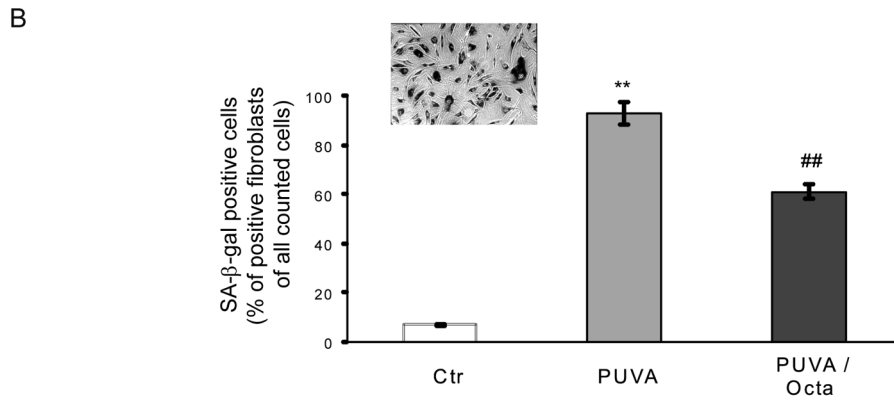 B
SA-β-gal positive cells
(% of positive fibroblasts
of all counted cells)
100
80
60
40
20
0
**
##
Ctr
PUVA
PUVA /
Octa